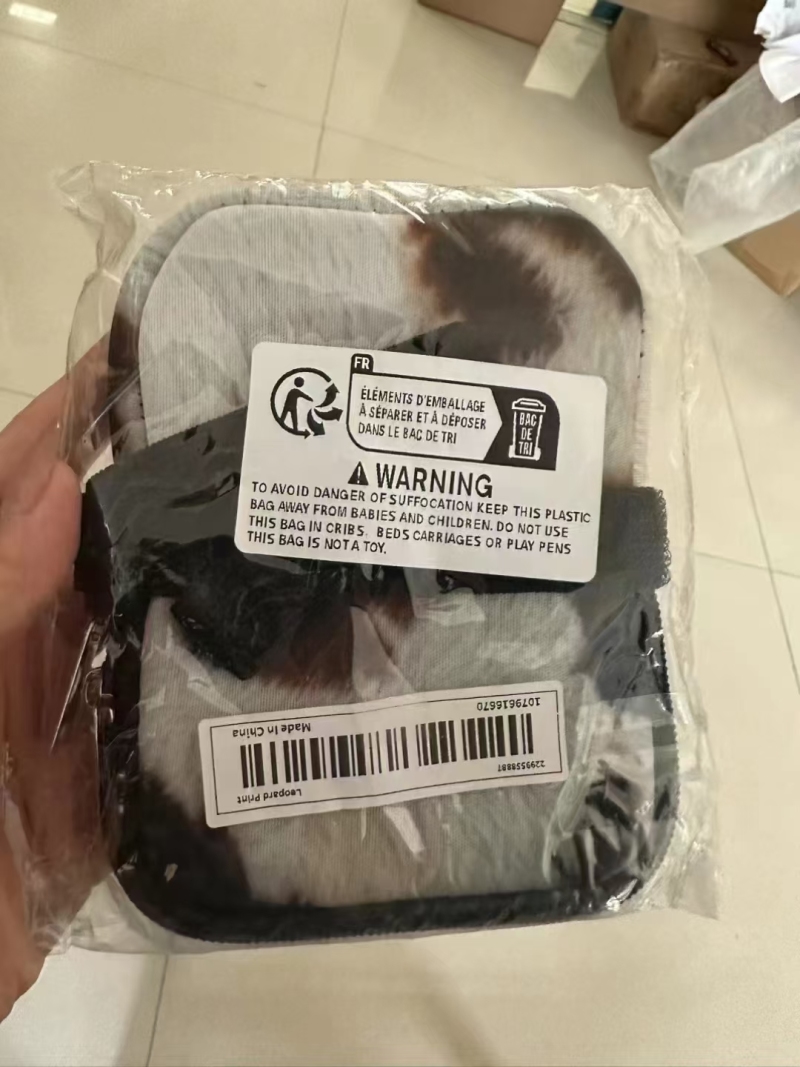 FR
ÉLÉMENTS D'EMBALLAGE
À SÉPARER ET À DÉPOSER
DANS LE BAC DE TRI
BAC
DE
TRI
WARNING
TO AVOID DANGER OF SUFFOCATION KEEP THIS PLASTIC
BAG AWAY FROM BABIES AND CHILDREN. DO NOT USE
THIS BAG IN CRIBS, BEDS CARRIAGES OR PLAY PENS
THIS BAG IS NOT A TOY.
2299558887
Leopard Print
1079616670
Made In China